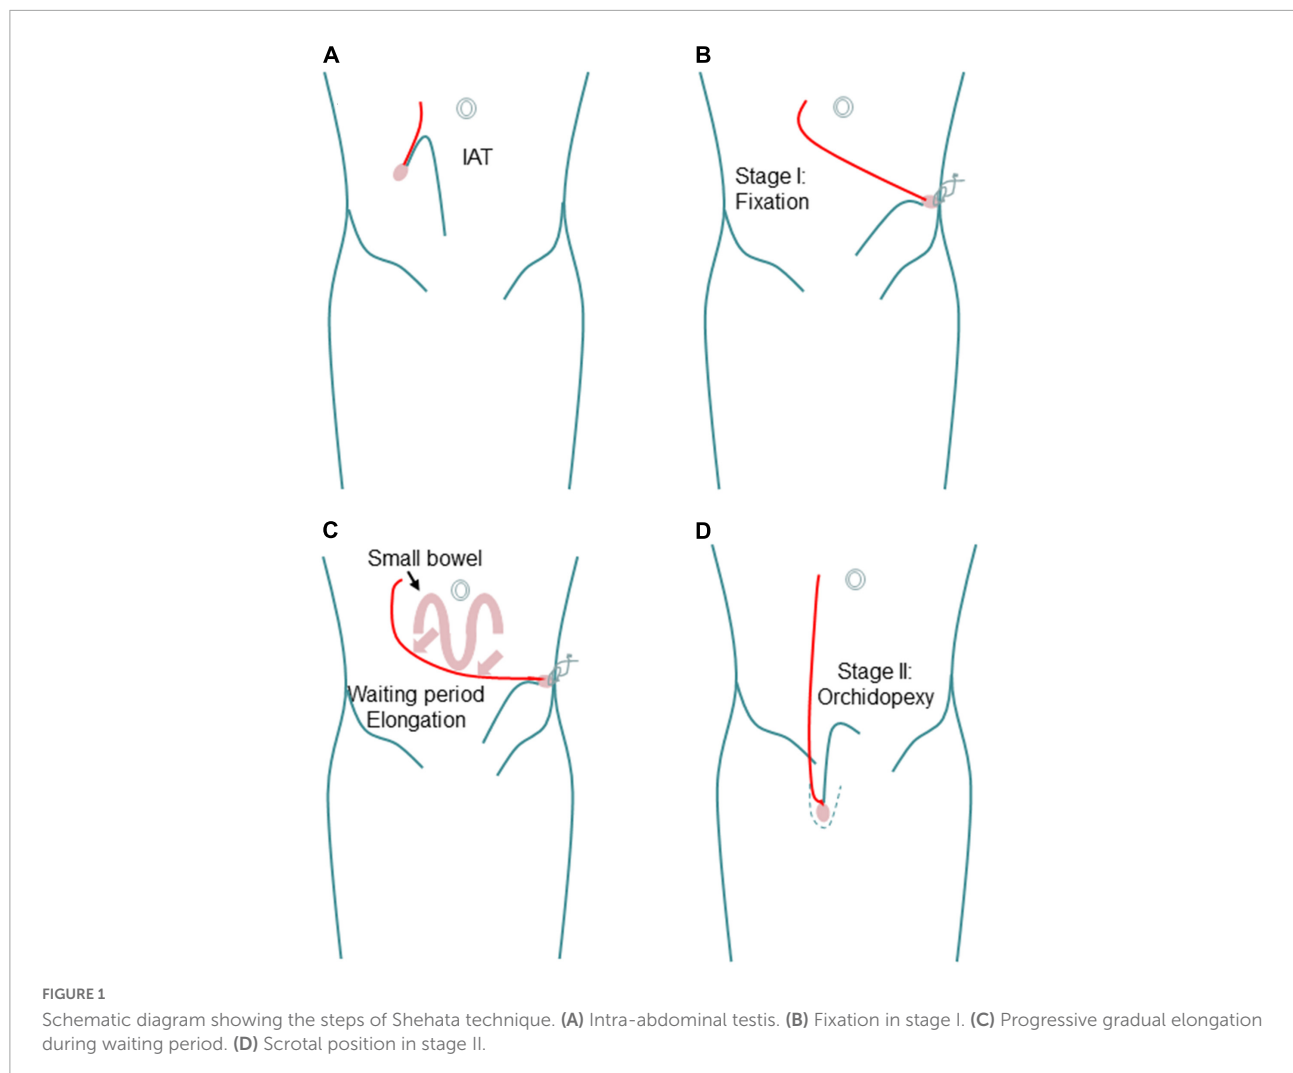 A
IAT
B
Stage I:
Fixation
C
Small bowel
Waiting period
Elongation
D
Stage II:
Orchidopexy
FIGURE 1
Schematic diagram showing the steps of Shehata technique. (A) Intra-abdominal testis. (B) Fixation in stage I. (C) Progressive gradual elongation
during waiting period. (D) Scrotal position in stage II.